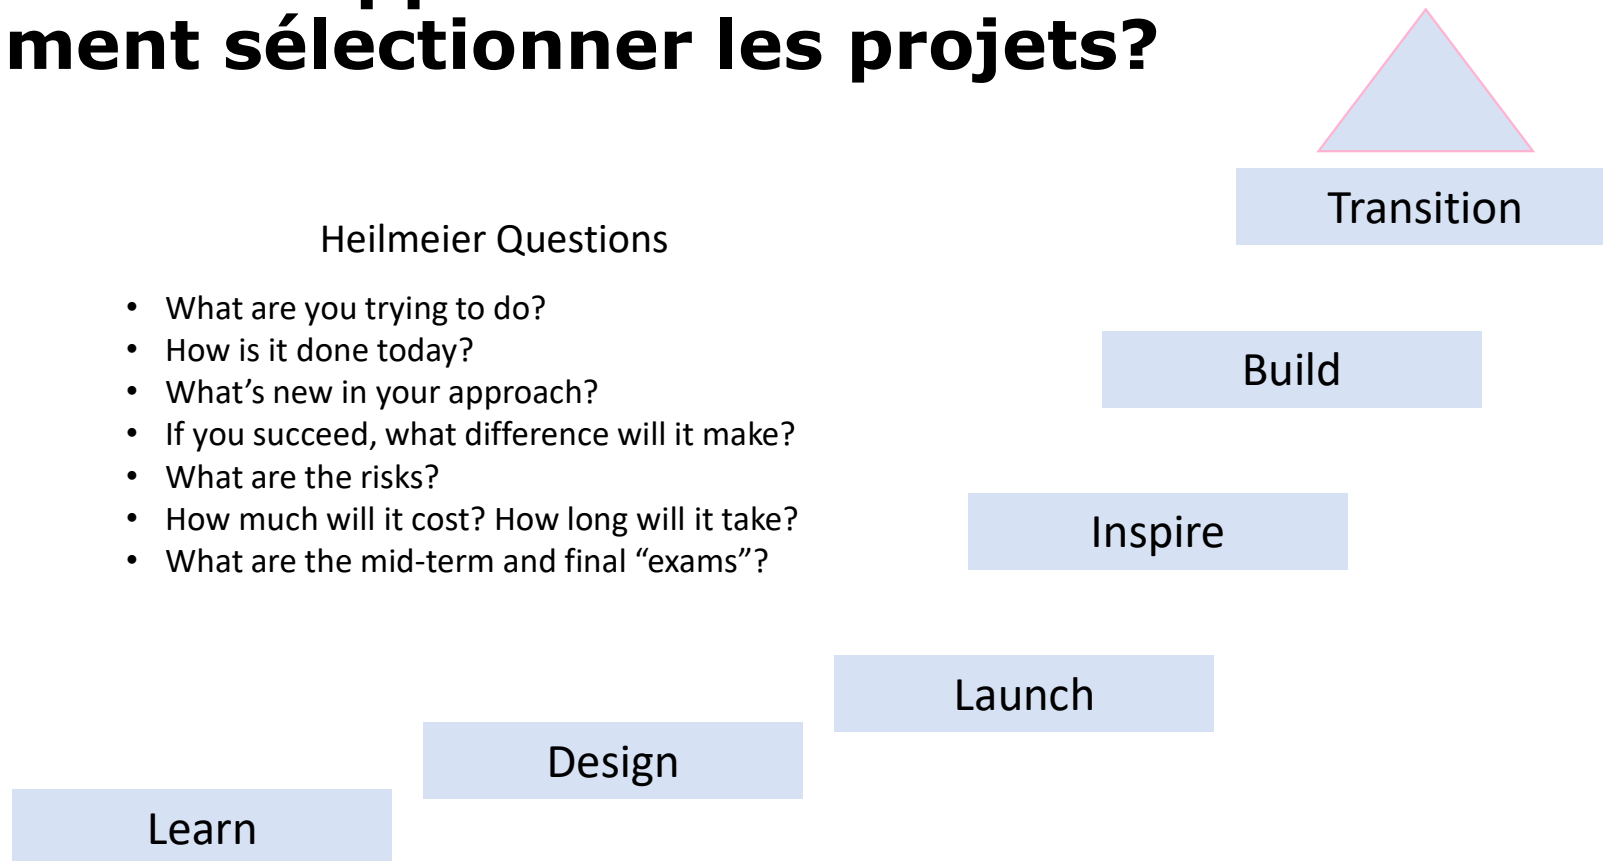 ment sélectionner les projets?
Transition
Heilmeier Questions
• What are you trying to do?
• How is it done today?
• What’s new in your approach?
• If you succeed, what difference will it make?
• What are the risks?
• How much will it cost? How long will it take?
• What are the mid-term and final “exams”?
Build
Inspire
Launch
Design
Learn